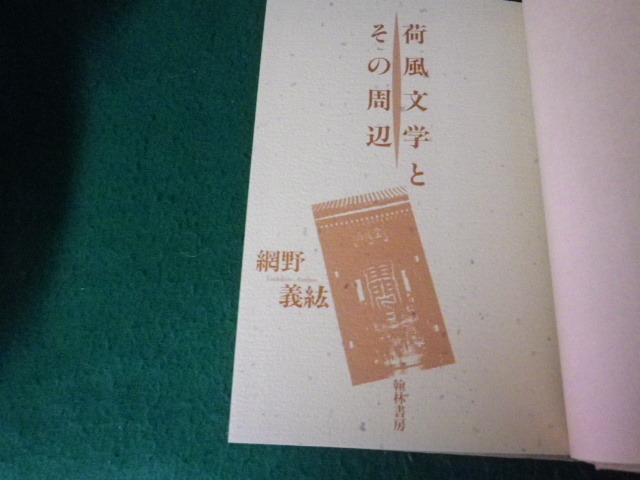 荷風文学と
その周辺
網野
義紘
翰林書房